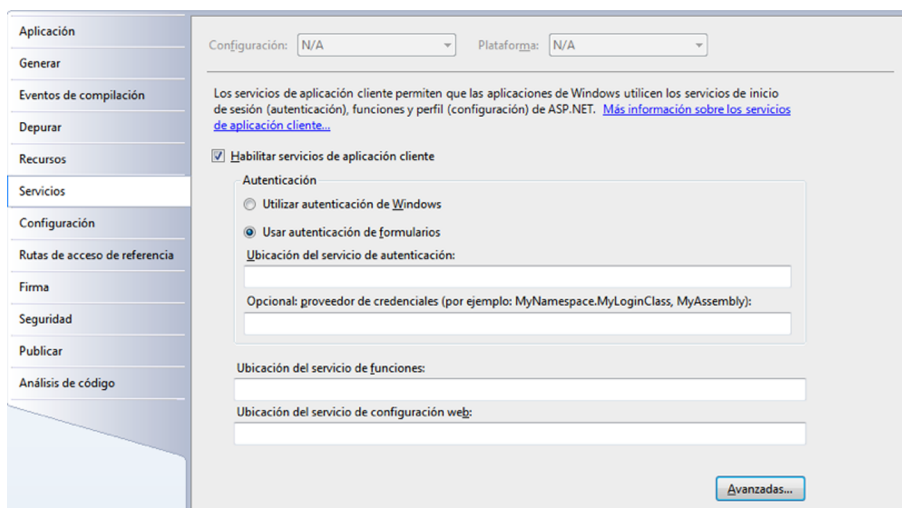 Aplicación
Generar
Eventos de compilación
Depurar
Recursos
Servicios
Configuración
Rutas de acceso de referencia
Firma
Seguridad
Publicar
Análisis de código
Configuración: N/A Plataforma: N/A
Los servicios de aplicación cliente permiten que las aplicaciones de Windows utilicen los servicios de inicio
de sesión (autenticación), funciones y perfil (configuración) de ASP.NET. Más información sobre los servicios
de aplicación cliente...
Habilitar servicios de aplicación cliente
Autenticación
Utilizar autenticación de Windows
Usar autenticación de formularios
Ubicación del servicio de autenticación:
Opcional: proveedor de credenciales (por ejemplo: MyNamespace.MyLoginClass, MyAssembly):
Ubicación del servicio de funciones:
Ubicación del servicio de configuración web:
Avanzadas...